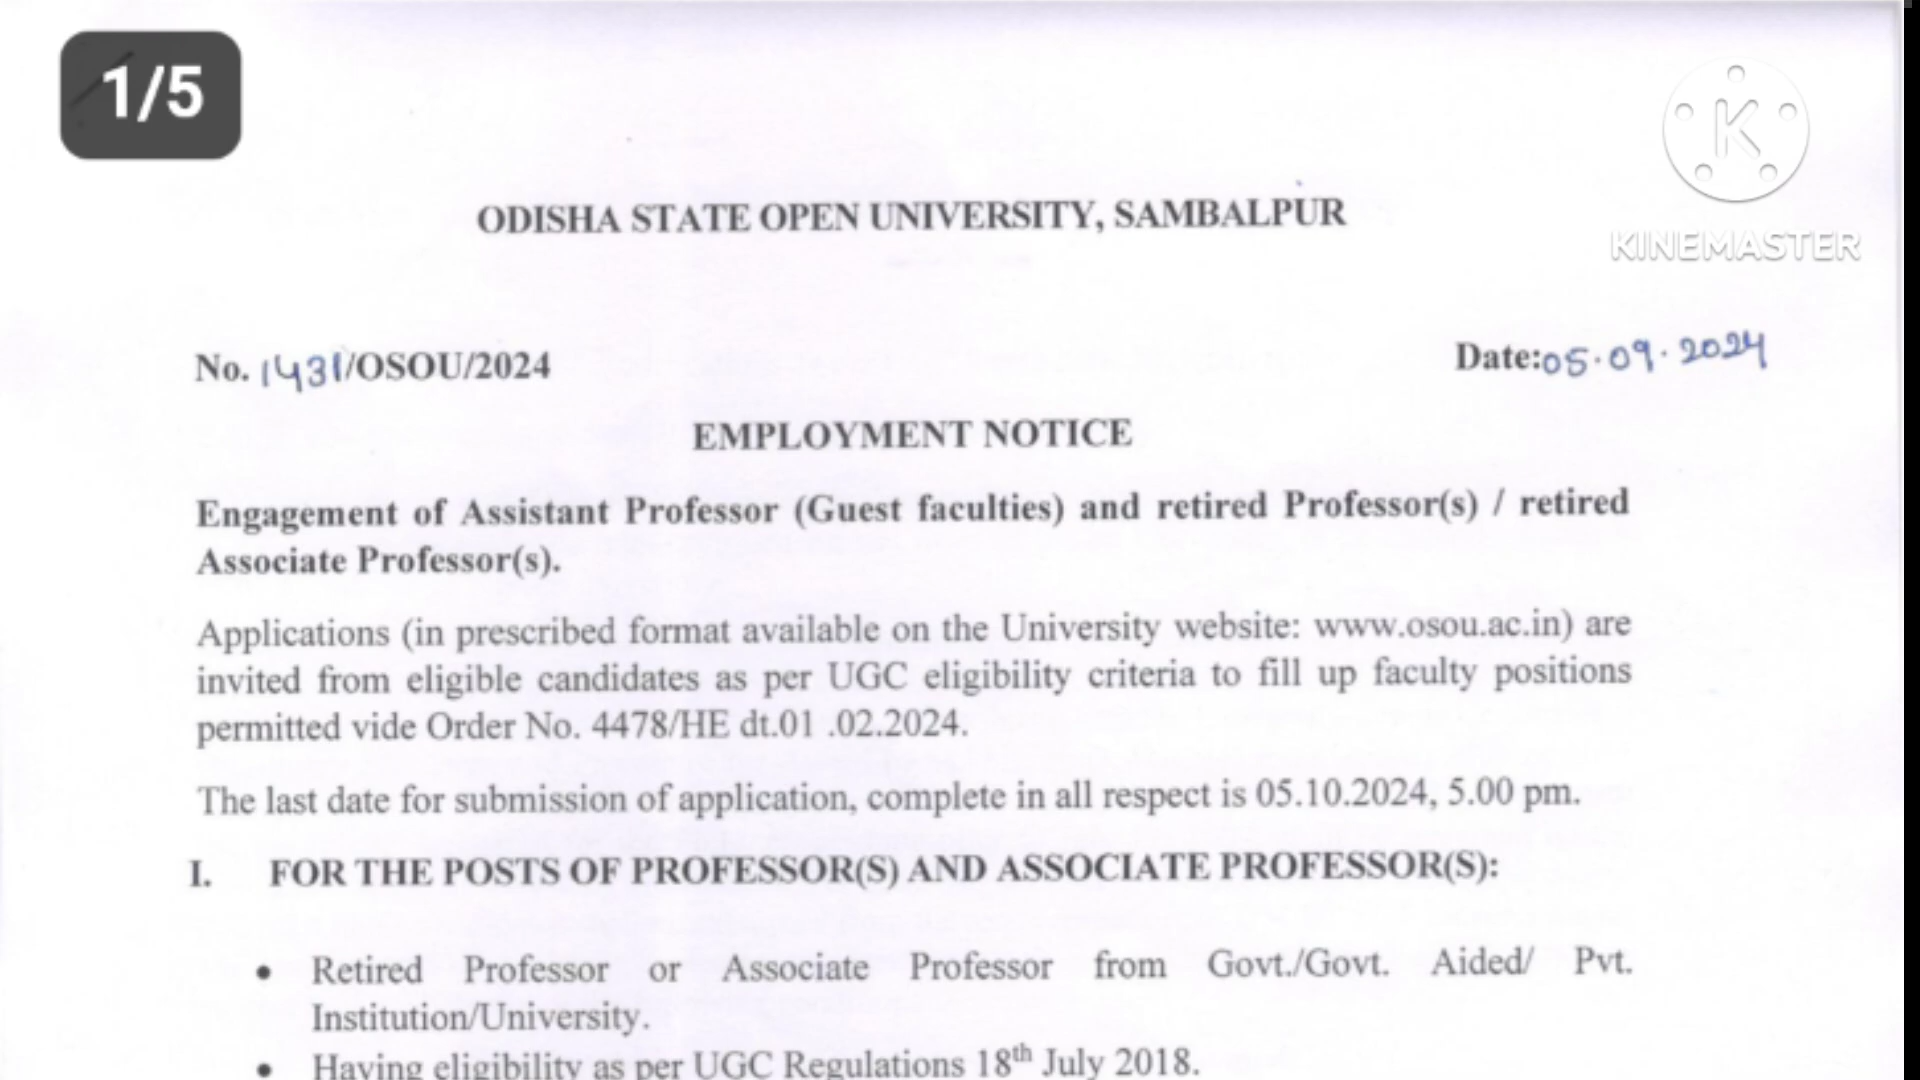 1/5
K
KINEMASTER
ODISHA STATE OPEN UNIVERSITY, SAMBALPUR
No. 1431/OSOU/2024
Date:05.09.2024
EMPLOYMENT NOTICE
Engagement of Assistant Professor (Guest faculties) and retired Professor(s) / retired
Associate Professor(s).
Applications (in prescribed format available on the University website: www.osou.ac.in) are
invited from eligible candidates as per UGC eligibility criteria to fill up faculty positions
permitted vide Order No. 4478/HE dt.01 .02.2024.
The last date for submission of application, complete in all respect is 05.10.2024, 5.00 pm.
I. FOR THE POSTS OF PROFESSOR(S) AND ASSOCIATE PROFESSOR(S):
• Retired Professor or Associate Professor from Govt./Govt. Aided/ Pvt.
Institution/University.
• Having eligibility as per UGC Regulations 18th July 2018.